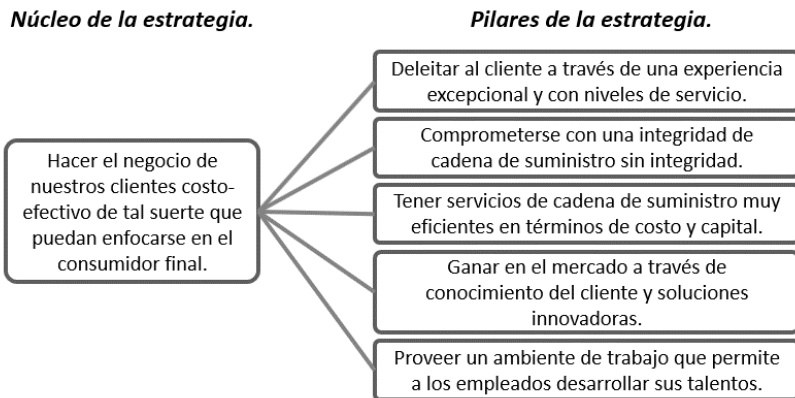 Núcleo de la estrategia.
Pilares de la estrategia.
Hacer el negocio de
nuestros clientes costo-
efectivo de tal suerte que
puedan enfocarse en el
consumidor final.
Deleitar al cliente a través de una experiencia
excepcional y con niveles de servicio.
Comprometerse con una integridad de
cadena de suministro sin integridad.
Tener servicios de cadena de suministro muy
eficientes en términos de costo y capital.
Ganar en el mercado a través de
conocimiento del cliente y soluciones
innovadoras.
Proveer un ambiente de trabajo que permite
a los empleados desarrollar sus talentos.